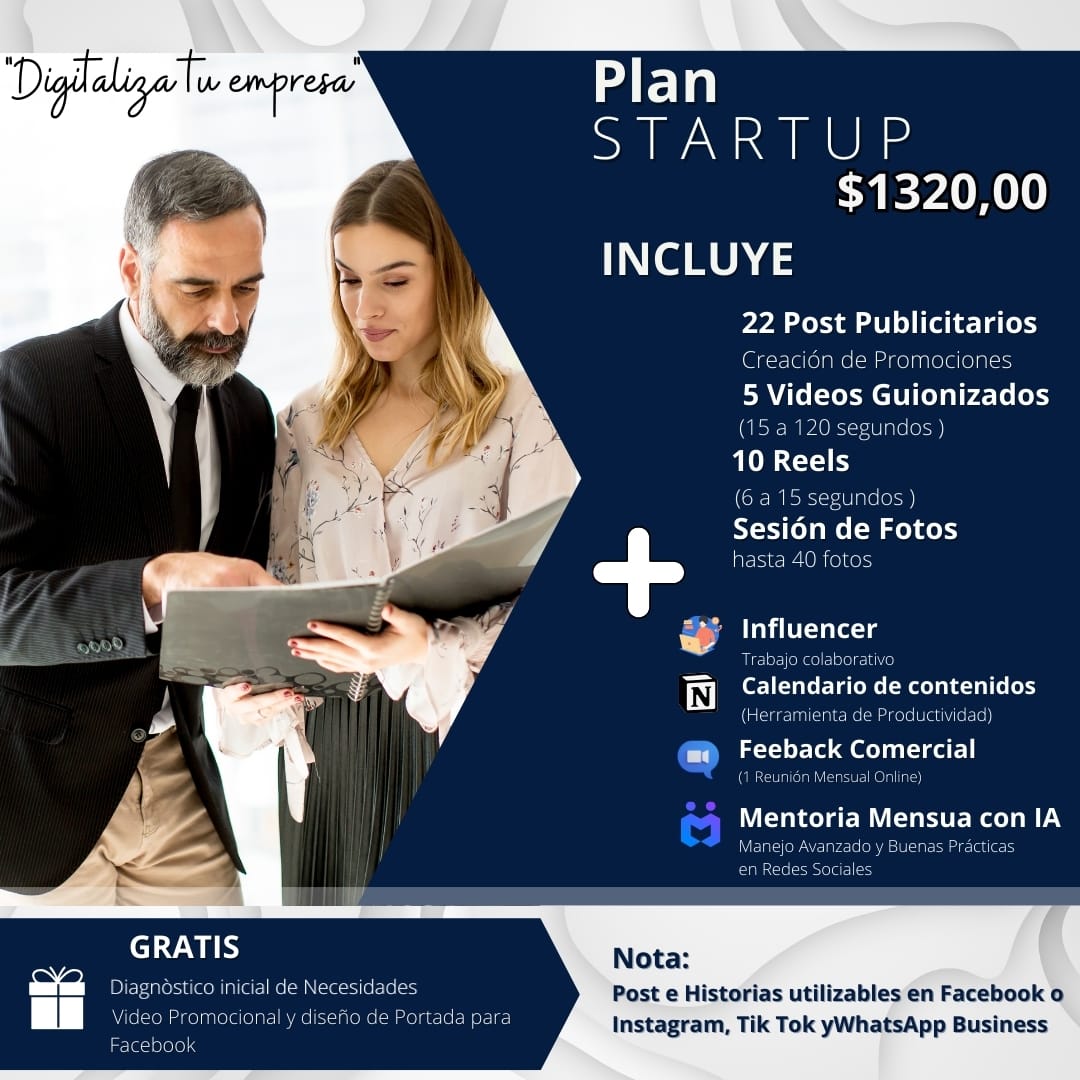 "Digitaliza tu empresa"
Plan
STARTUP
$1320,00
INCLUYE
22 Post Publicitarios
Creación de Promociones
5 Videos Guionizados
(15 a 120 segundos )
10 Reels
(6 a 15 segundos )
Sesión de Fotos
hasta 40 fotos
Influencer
Trabajo colaborativo
N
Calendario de contenidos
(Herramienta de Productividad)
Feeback Comercial
(1 Reunión Mensual Online)
Mentoria Mensua con IA
Manejo Avanzado y Buenas Prácticas
en Redes Sociales
GRATIS
Diagnòstico inicial de Necesidades
Video Promocional y diseño de Portada para
Facebook
Nota:
Post e Historias utilizables en Facebook o
Instagram, Tik Tok yWhatsApp Business